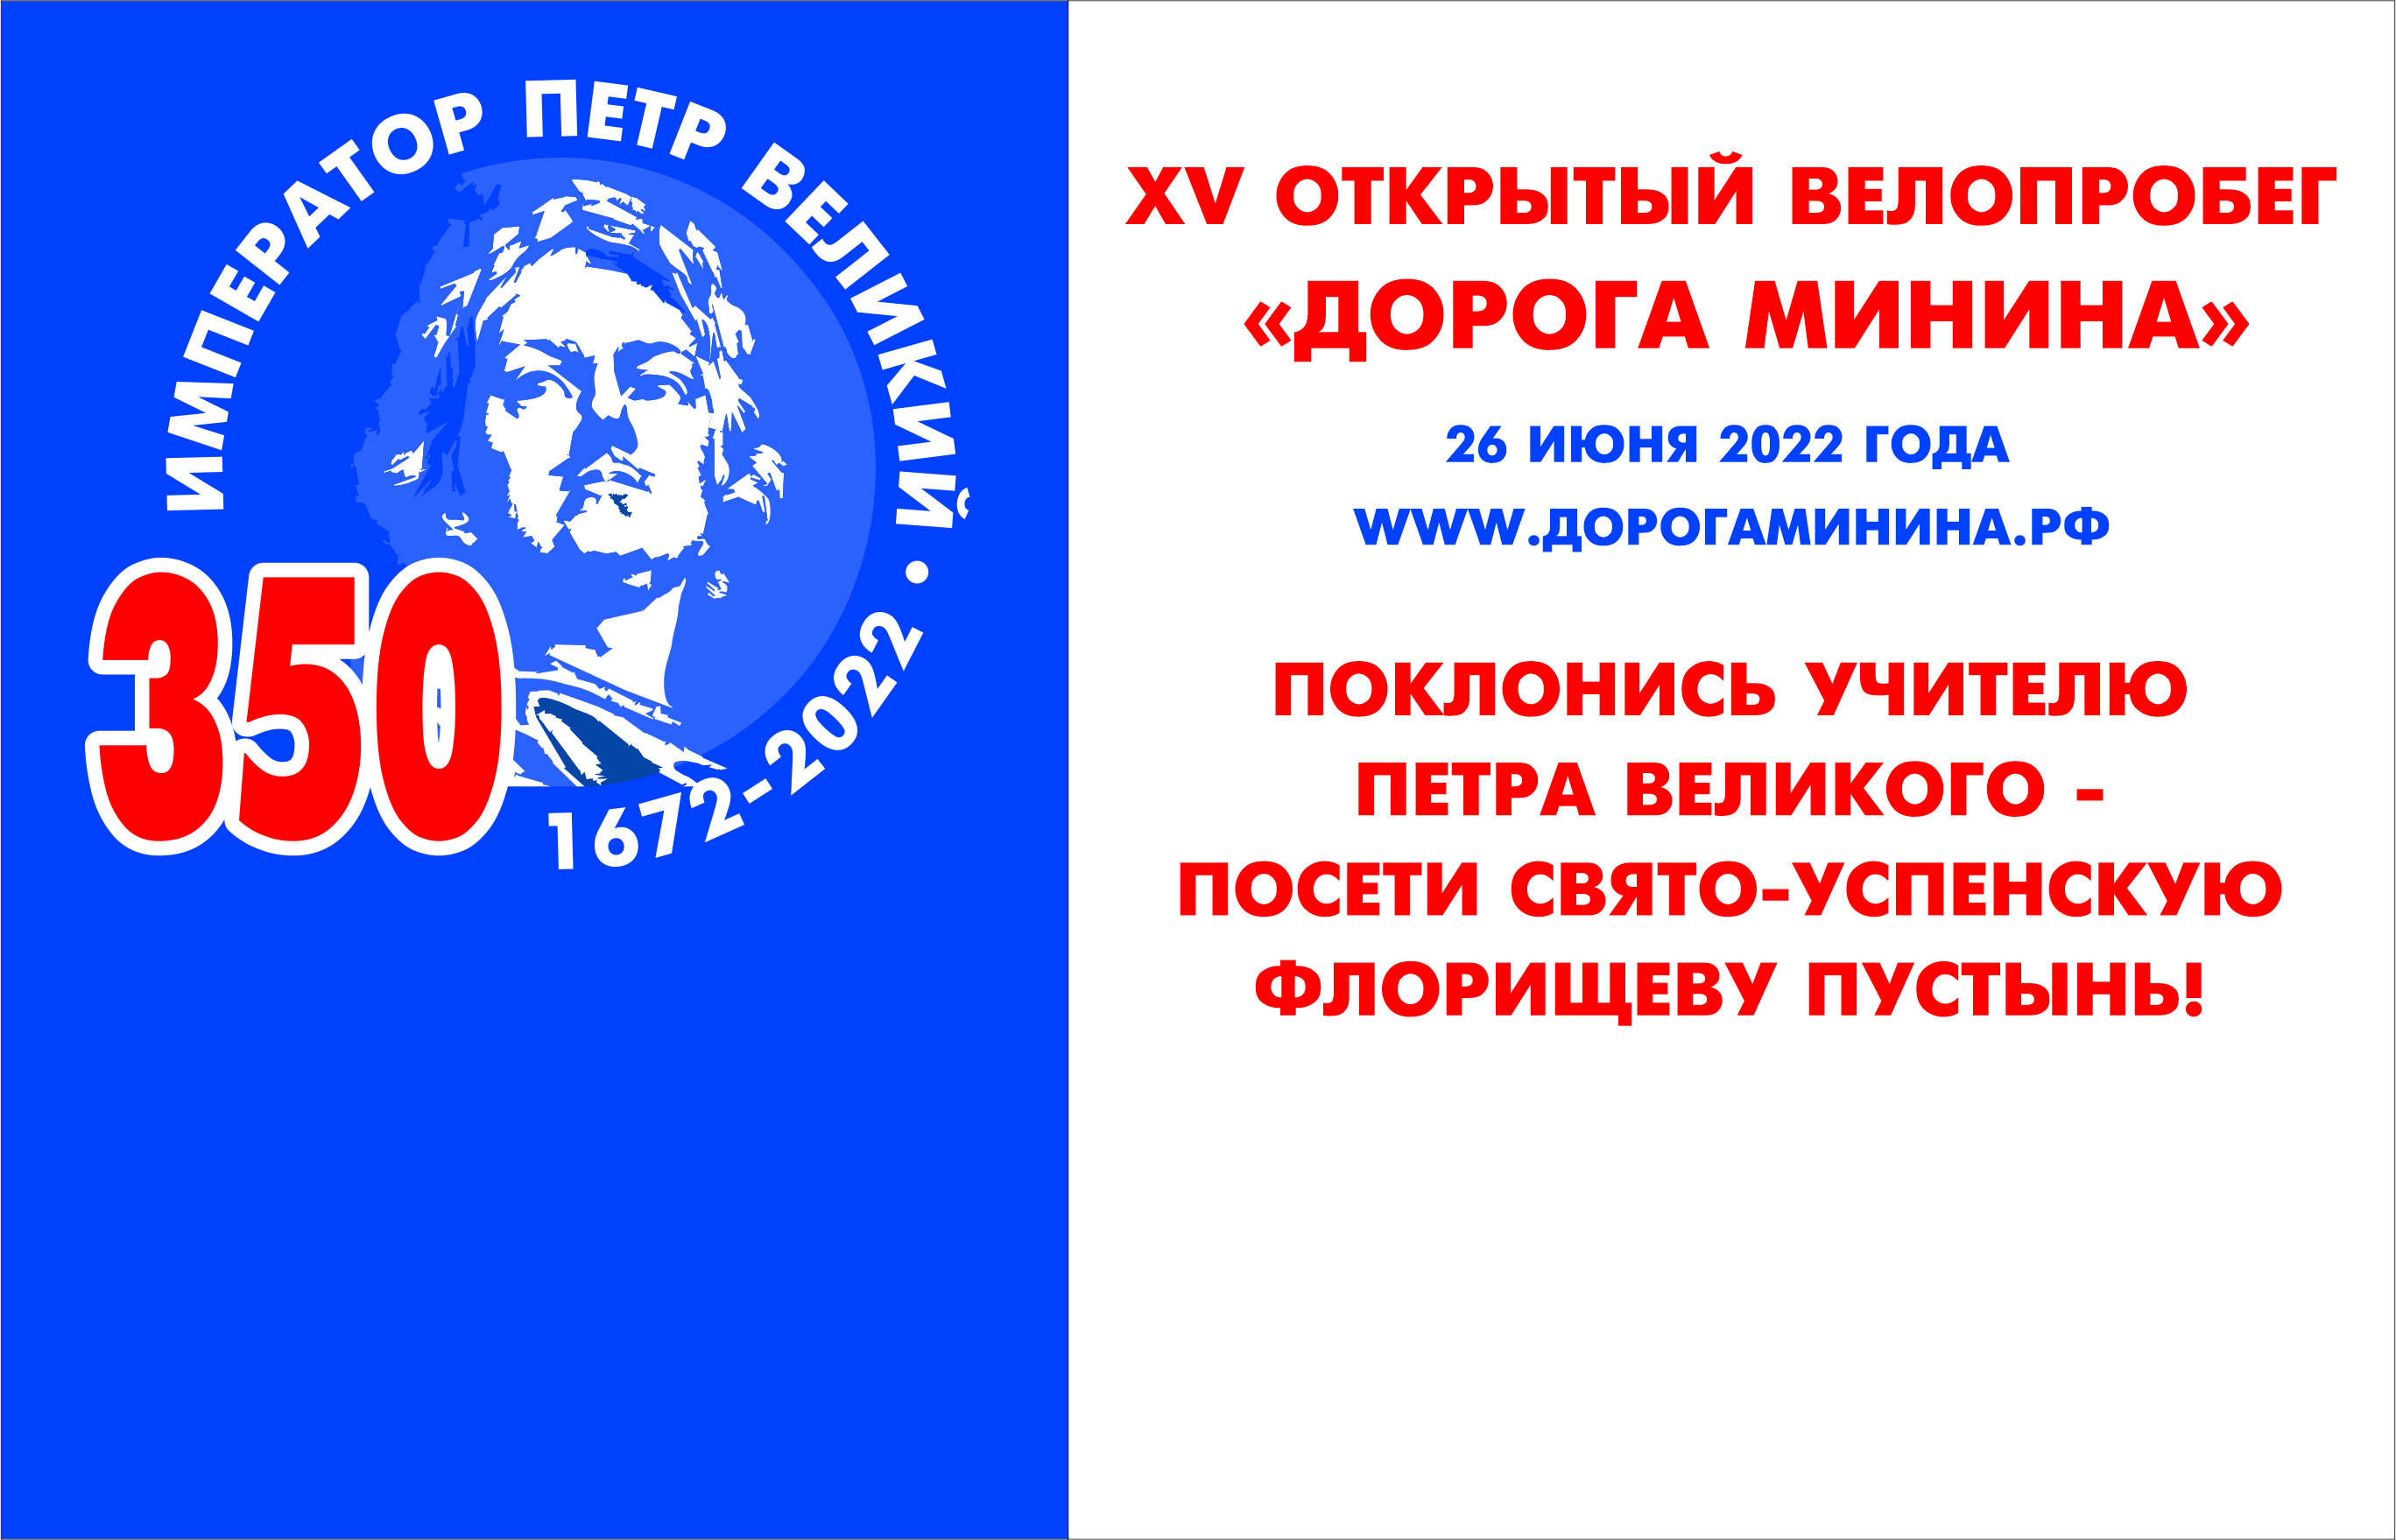 ИМПЕРАТОР ПЕТР ВЕЛИКИЙ • 1672-2022
350
XV ОТКРЫТЫЙ ВЕЛОПРОБЕГ
«ДОРОГА МИНИНА»
26 ИЮНЯ 2022 ГОДА
WWW.ДОРОГАМИНИНА.РФ
ПОКЛОНИСЬ УЧИТЕЛЮ
ПЕТРА ВЕЛИКОГО -
ПОСЕТИ СВЯТО-УСПЕНСКУЮ
ФЛОРИЩЕВУ ПУСТЫНЬ!